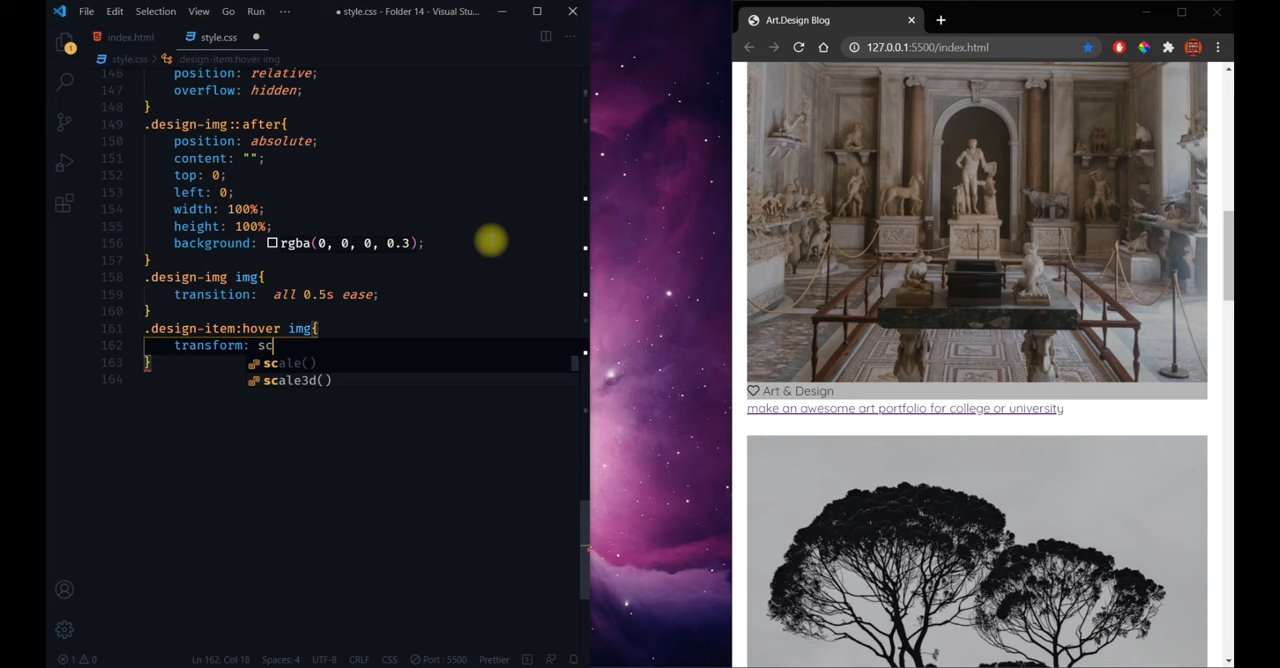 File Edit Selection View Go Run ··· ● style.css - Folder 14 - Visual Stu...
index.html style.css ●
style.css > .design-item:hover img
146 position: relative;
147 overflow: hidden;
148 }
149 .design-img::after{
150 position: absolute;
151 content: "";
152 top: 0;
153 left: 0;
154 width: 100%;
155 height: 100%;
156 background: rgba(0, 0, 0, 0.3);
157 }
158 .design-img img{
159 transition:  all 0.5s ease;
160 }
161 .design-item:hover img{
162 transform: sc
163 }
scale()
164
scale3d()
1
1 0 Ln 162, Col 18 Spaces: 4 UTF-8 CRLF CSS Port : 5500 Prettier
Art.Design Blog
127.0.0.1:5500/index.html
Art & Design
make an awesome art portfolio for college or university